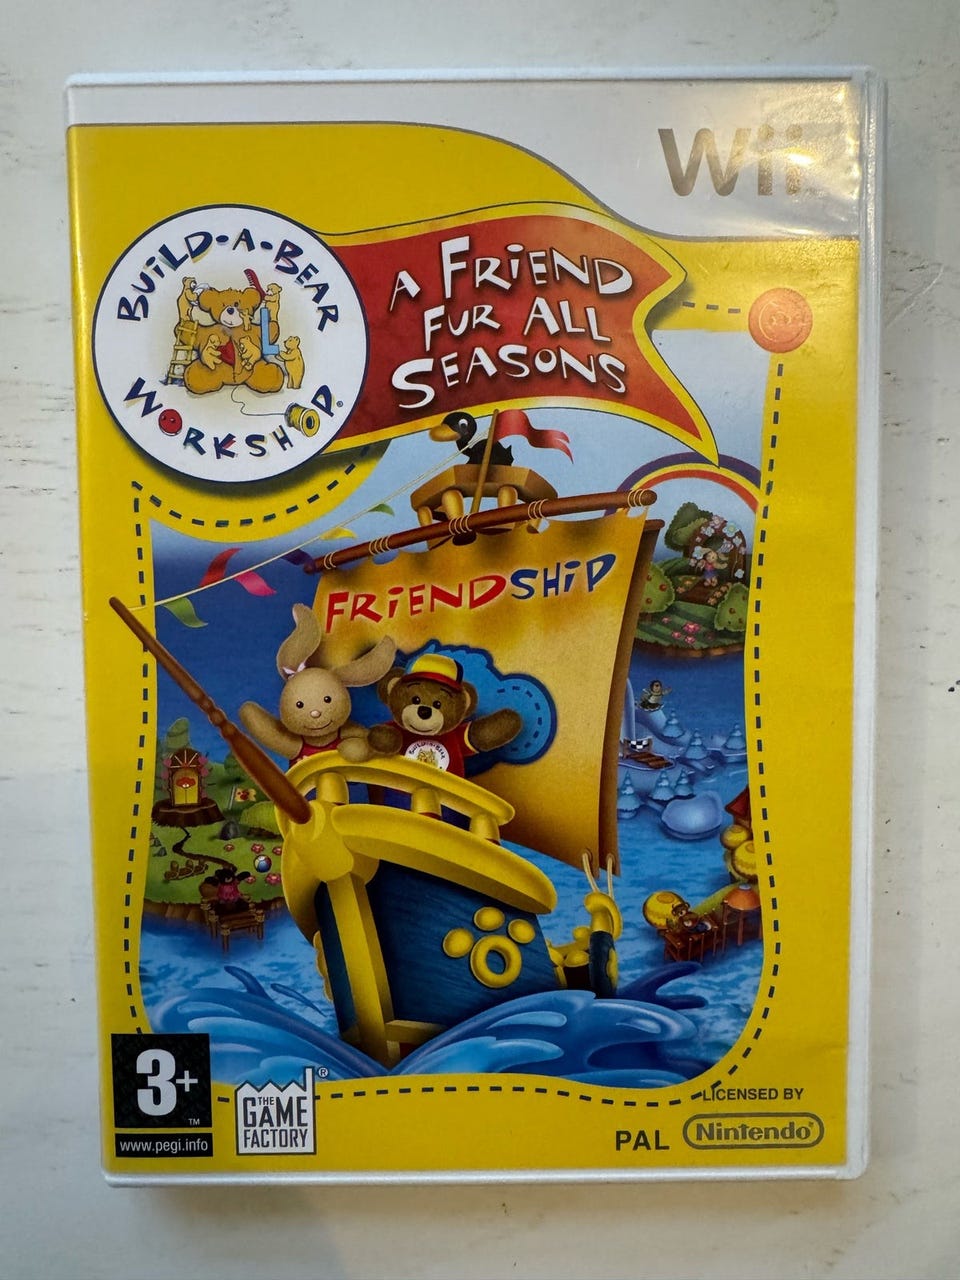 Wii
BUiLD-A-BEAR
WORKSHOP®
A FRiEND
FUR ALL
SEASONS
FRiENDSHiP
3+
TM
www.pegi.info
THE
GAME
FACTORY
®
LICENSED BY
PAL
Nintendo®